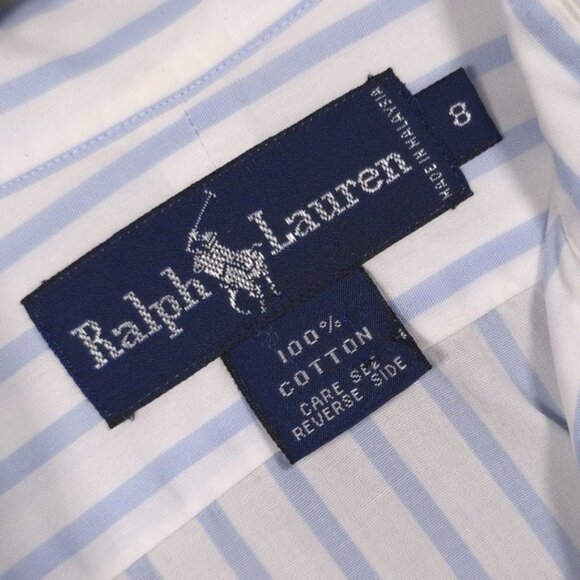 Ralph Lauren
MADE IN MALAYSIA
8
100%
COTTON
CARE SEE
REVERSE SIDE